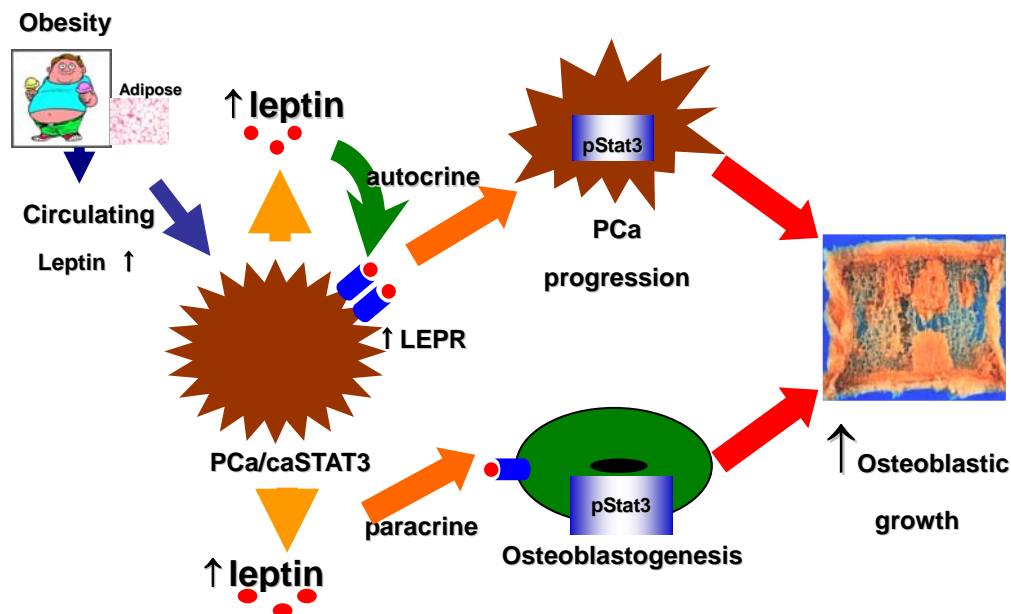 Obesity
Adipose
Circulating
Leptin ↑
↑ leptin
autocrine
↑ LEPR
PCa/caSTAT3
↑ leptin
paracrine
pStat3
PCa
progression
pStat3
Osteoblastogenesis
↑ Osteoblastic
growth